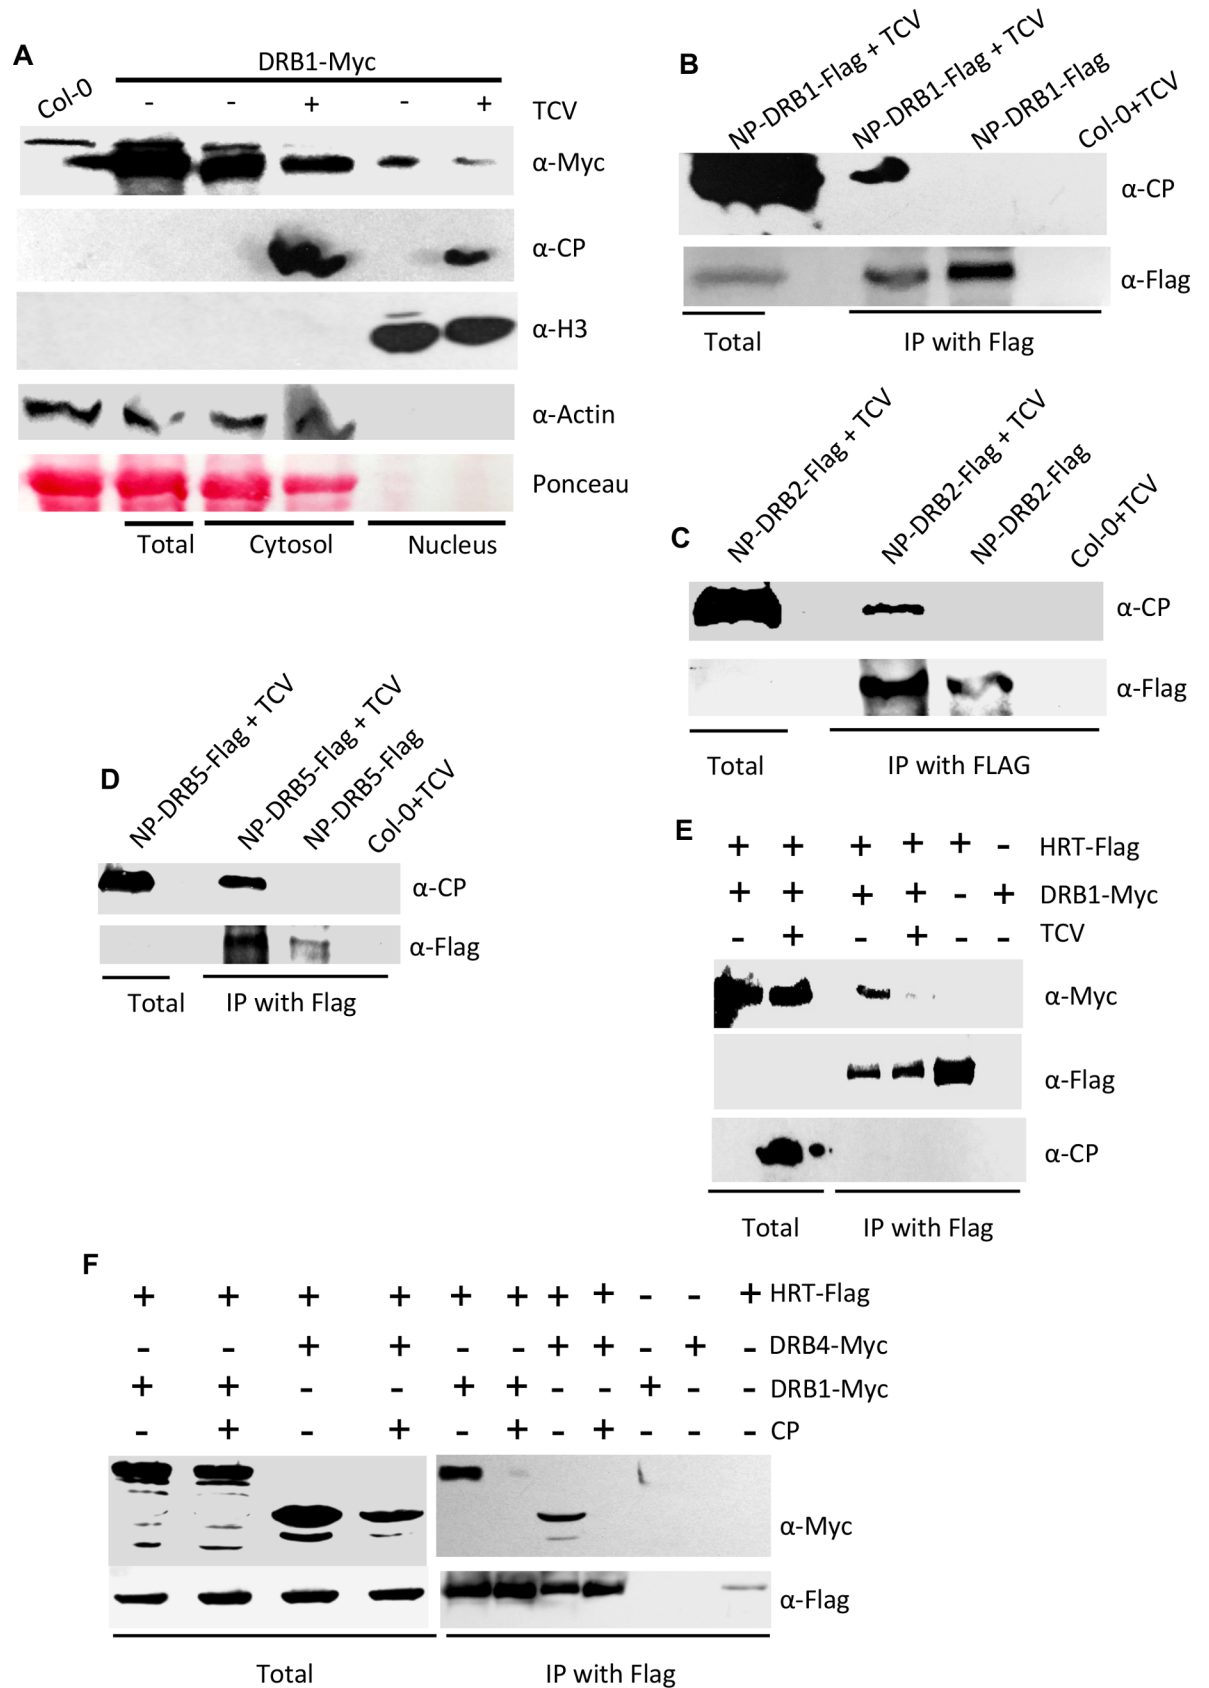 A
DRB1-Myc
Col-0
- - + - + TCV
α-Myc
α-CP
α-H3
α-Actin
Ponceau
Total Cytosol Nucleus
B
NP-DRB1-Flag + TCV
NP-DRB1-Flag + TCV
NP-DRB1-Flag
Col-0+TCV
α-CP
α-Flag
Total IP with Flag
C
NP-DRB2-Flag + TCV
NP-DRB2-Flag + TCV
NP-DRB2-Flag
Col-0+TCV
α-CP
α-Flag
Total IP with FLAG
D
NP-DRB5-Flag + TCV
NP-DRB5-Flag + TCV
NP-DRB5-Flag
Col-0+TCV
α-CP
α-Flag
Total IP with Flag
E
+ + + + + - HRT-Flag
+ + + + - + DRB1-Myc
- + - + - - TCV
α-Myc
α-Flag
α-CP
Total IP with Flag
F
+ + + + + + + + - - + HRT-Flag
- - + + - - + + - + - DRB4-Myc
+ + - - + + - - + - - DRB1-Myc
- + - + - + - + - - - CP
α-Myc
α-Flag
Total IP with Flag